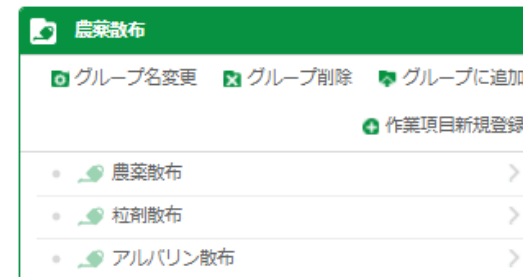 農薬散布
グループ名変更 グループ削除 グループに追加
作業項目新規登録
農薬散布
粒剤散布
アルバリン散布